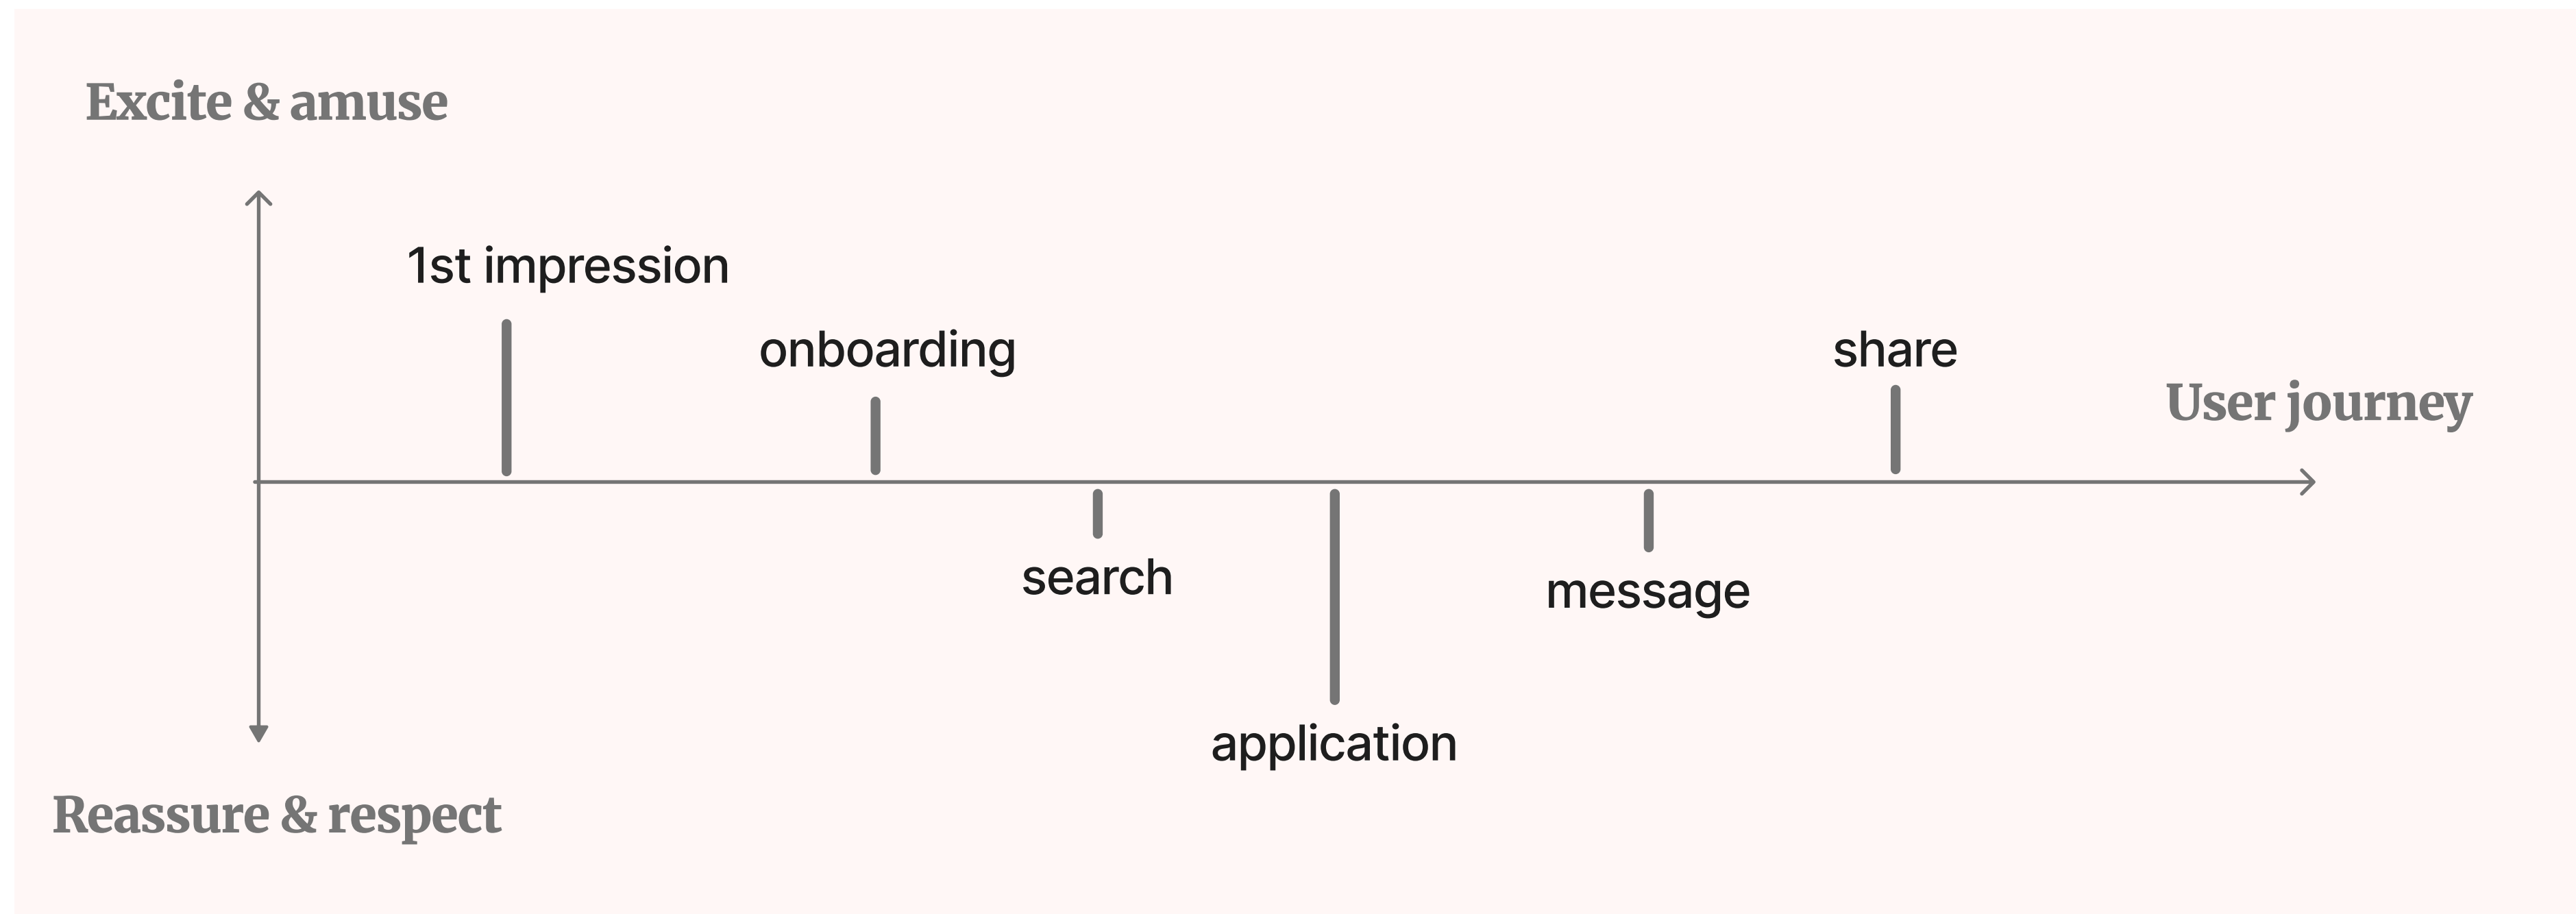 Excite & amuse
1st impression
onboarding
share
User journey
search
message
application
Reassure & respect